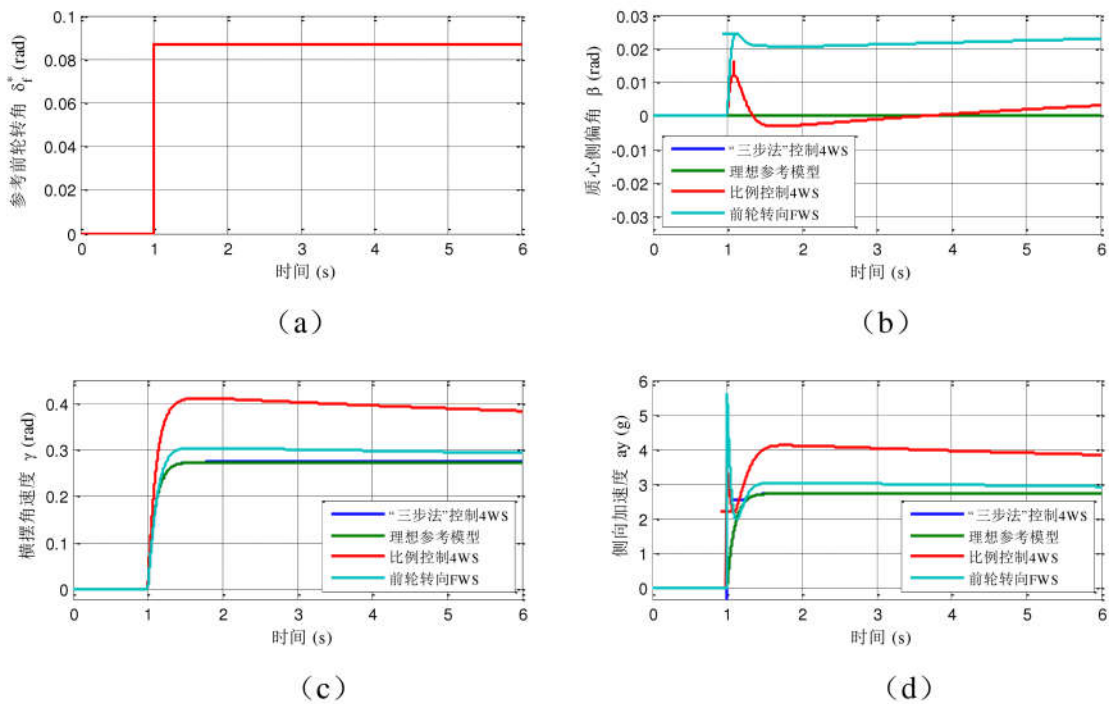 0.1
0.08
0.06
0.04
0.02
0
参考前轮转角 δf* (rad)
0 1 2 3 4 5 6
时间 (s)
(a)
0.03
0.02
0.01
0
-0.01
-0.02
-0.03
质心侧偏角 β (rad)
“三步法”控制4WS
理想参考模型
比例控制4WS
前轮转向FWS
0 1 2 3 4 5 6
时间 (s)
(b)
0.4
0.3
0.2
0.1
0
横摆角速度 γ (rad)
“三步法”控制4WS
理想参考模型
比例控制4WS
前轮转向FWS
0 1 2 3 4 5 6
时间 (s)
(c)
6
5
4
3
2
1
0
侧向加速度 ay (g)
“三步法”控制4WS
理想参考模型
比例控制4WS
前轮转向FWS
0 1 2 3 4 5 6
时间 (s)
(d)